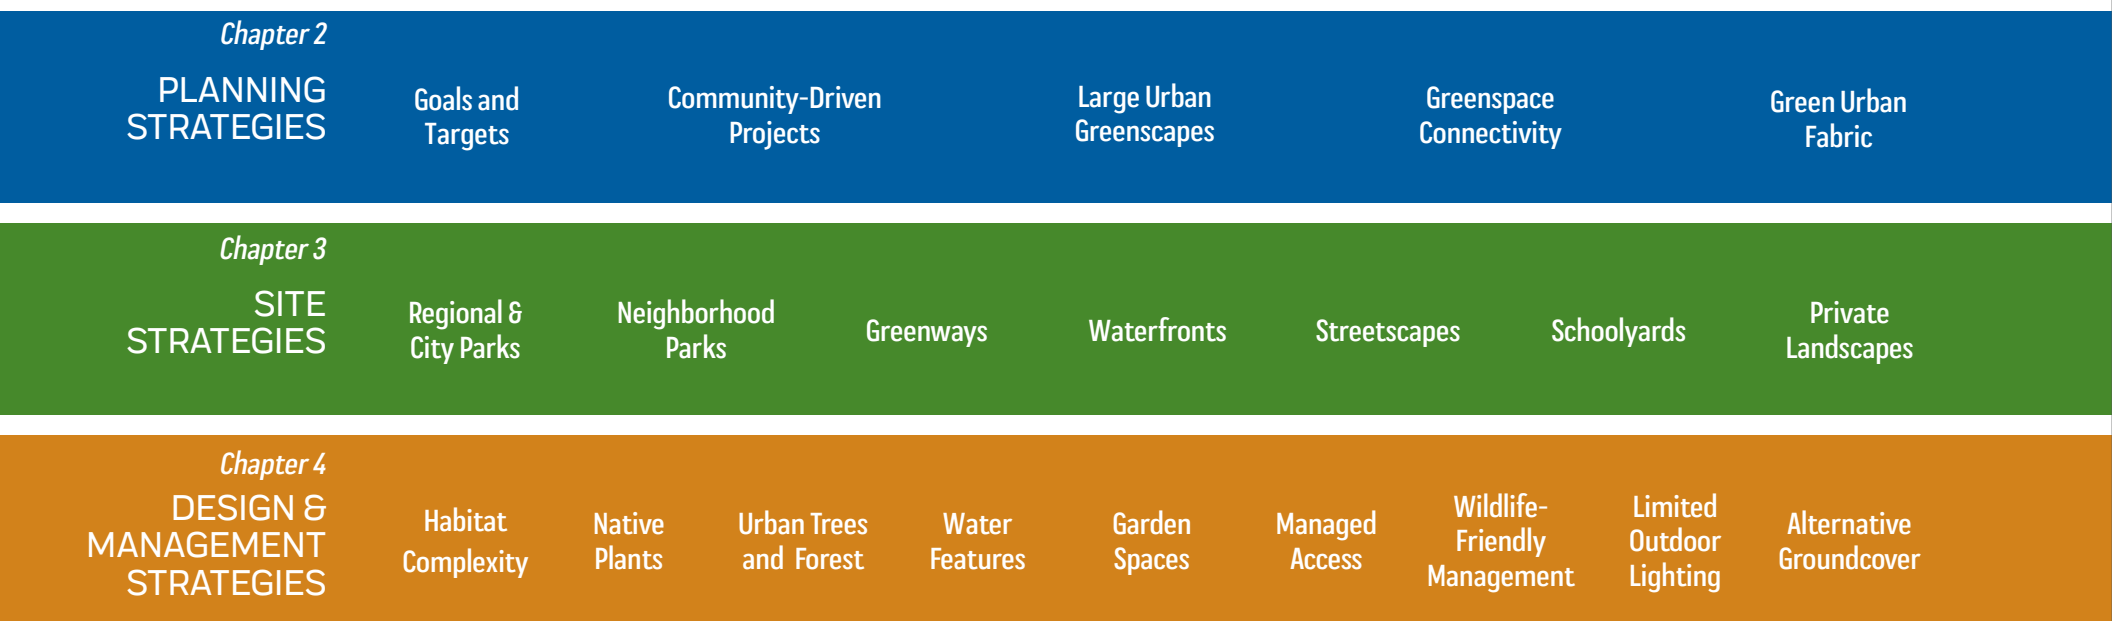 Chapter 2
PLANNING
STRATEGIES
Goals and
Targets
Community-Driven
Projects
Large Urban
Greenscapes
Greenspace
Connectivity
Green Urban
Fabric
Chapter 3
SITE
STRATEGIES
Regional &
City Parks
Neighborhood
Parks
Greenways
Waterfronts
Streetscapes
Schoolyards
Private
Landscapes
Chapter 4
DESIGN &
MANAGEMENT
STRATEGIES
Habitat
Complexity
Native
Plants
Urban Trees
and Forest
Water
Features
Garden
Spaces
Managed
Access
Wildlife-
Friendly
Management
Limited
Outdoor
Lighting
Alternative
Groundcover